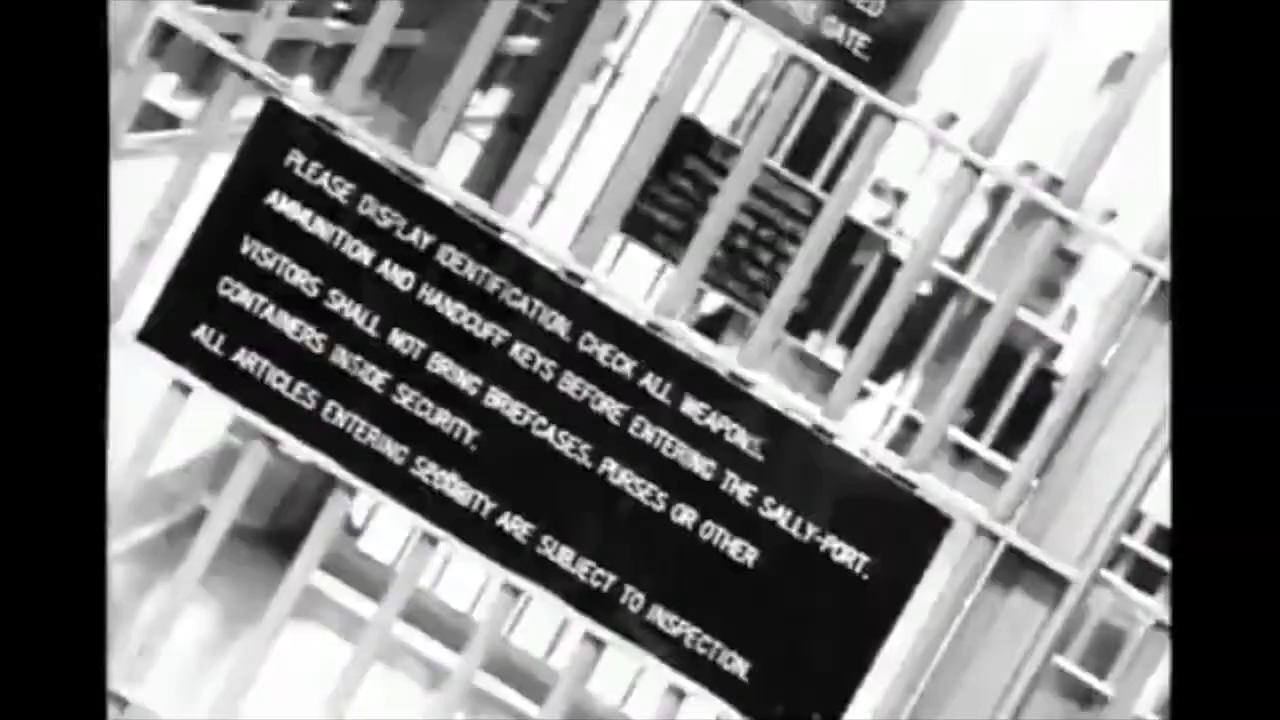 GATE
PLEASE DISPLAY IDENTIFICATION. CHECK ALL WEAPONS,
AMMUNITION AND HANDCUFF KEYS BEFORE ENTERING THE SALLY-PORT.
VISITORS SHALL NOT BRING BRIEFCASES, PURSES OR OTHER
CONTAINERS INSIDE SECURITY.
ALL ARTICLES ENTERING SECURITY ARE SUBJECT TO INSPECTION.